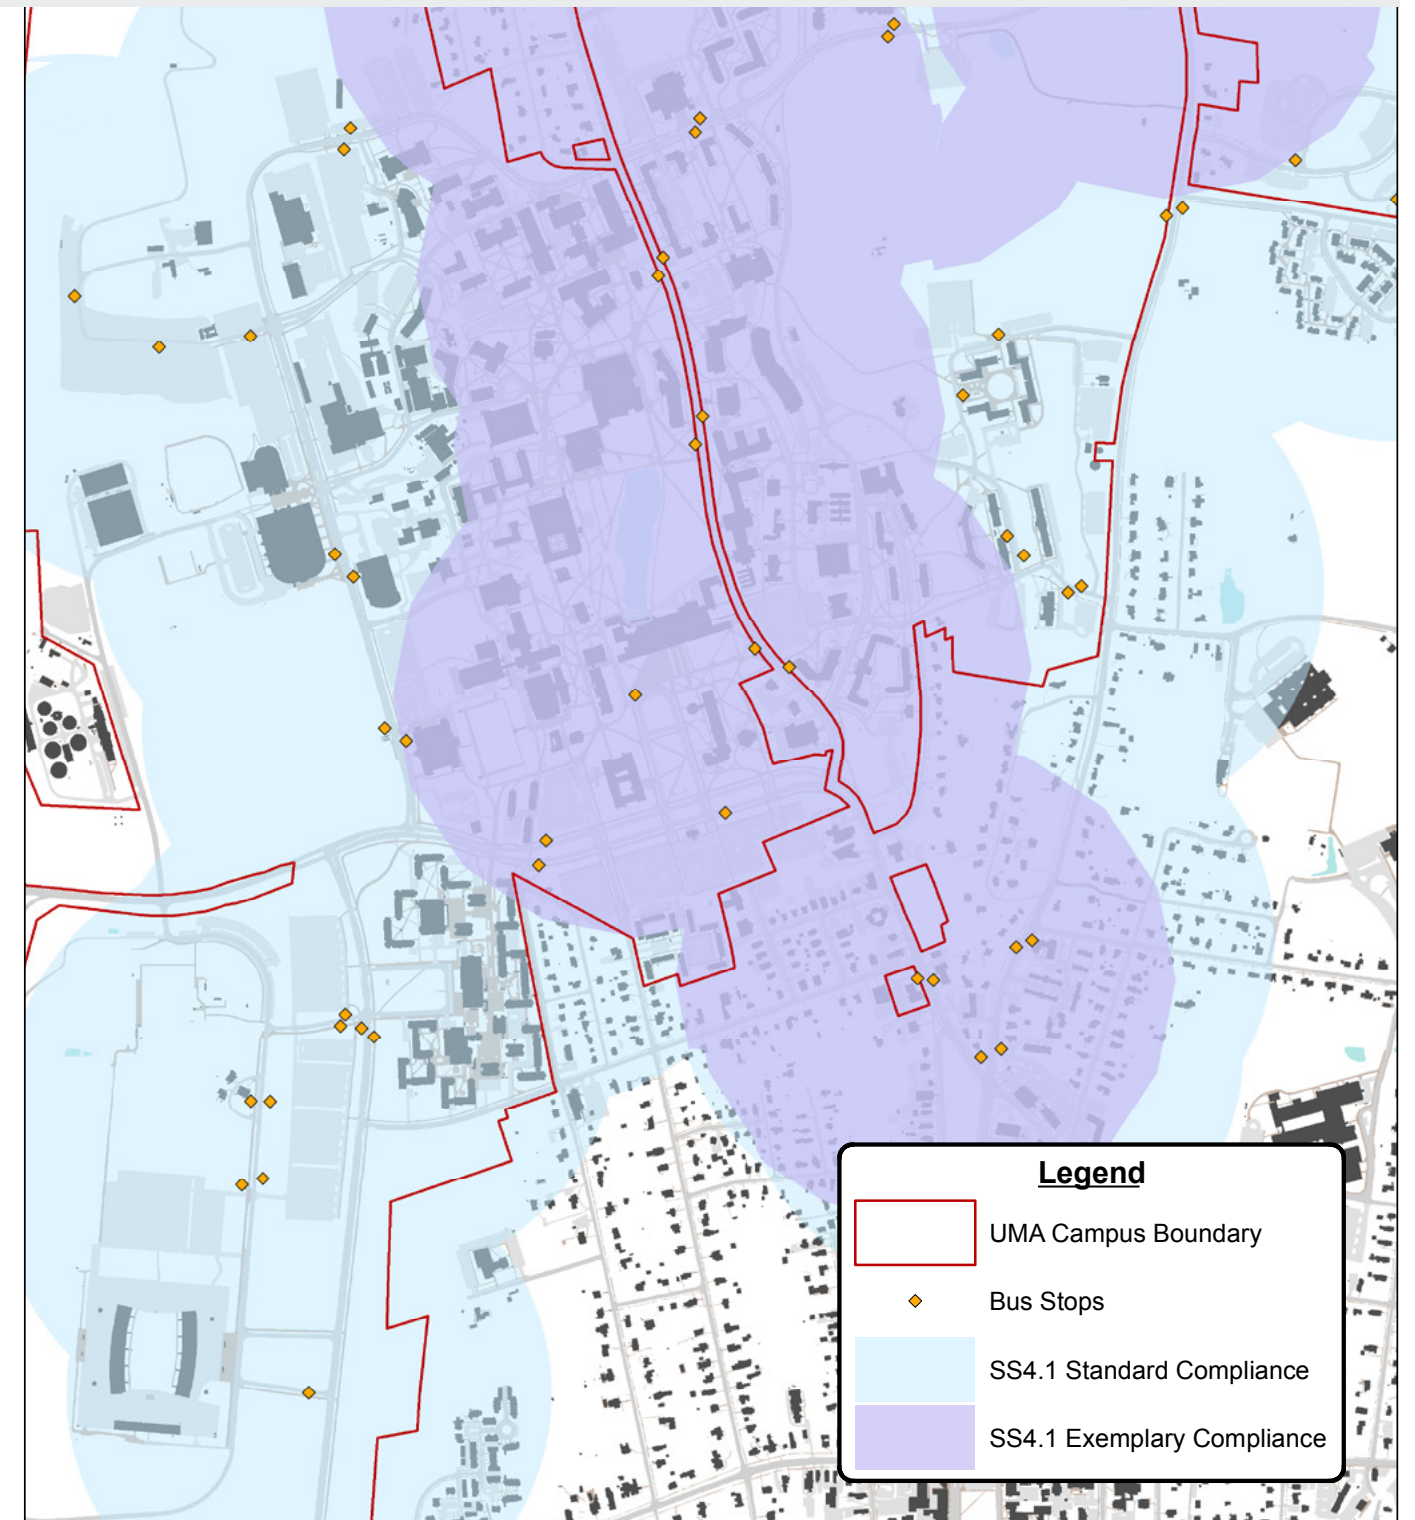 Legend
UMA Campus Boundary
Bus Stops
SS4.1 Standard Compliance
SS4.1 Exemplary Compliance